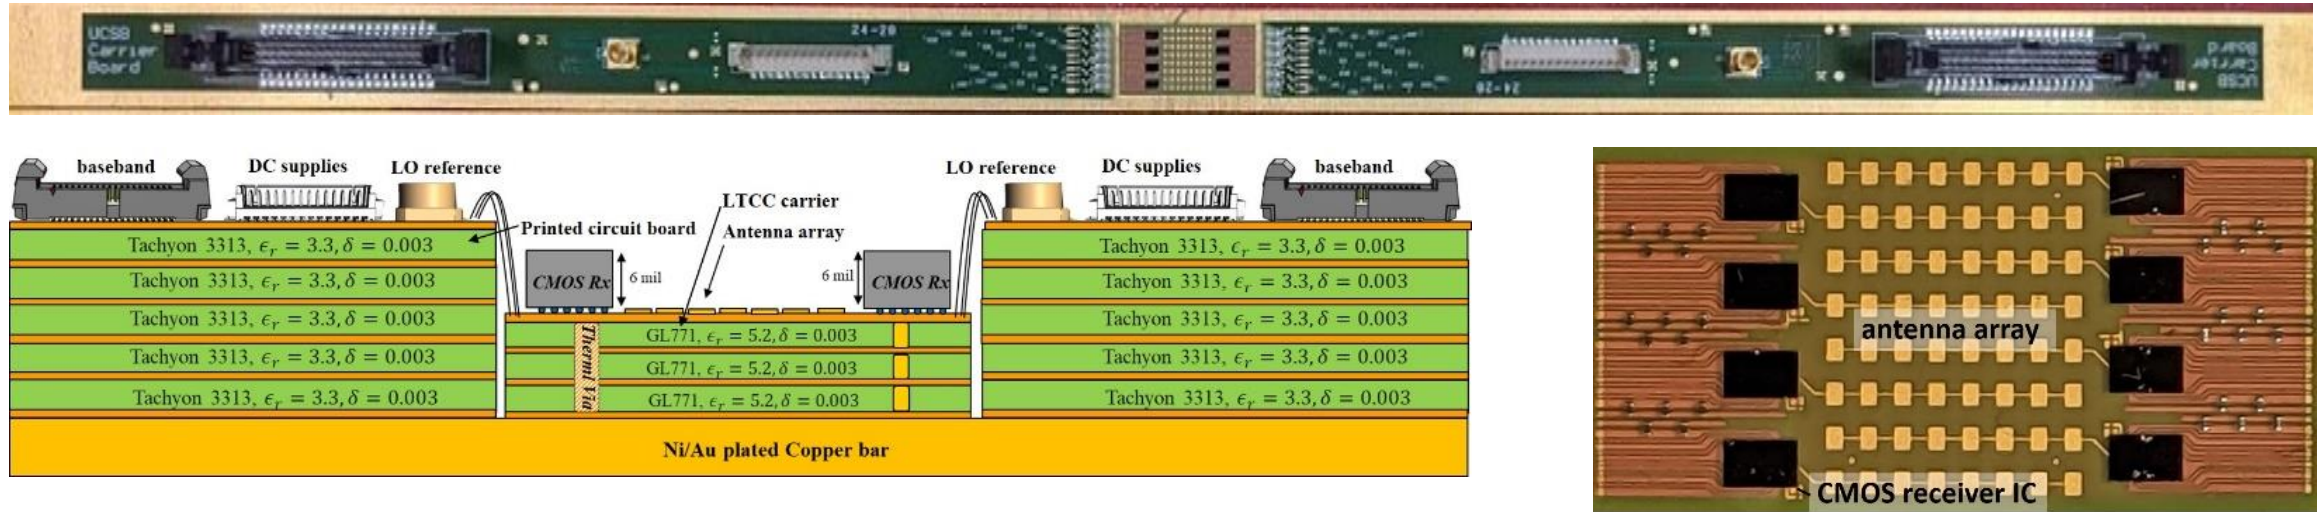 UCSB
Carrier
Board
24-20
24-20
UCSB
Carrier
Board
baseband
DC supplies
LO reference
LO reference
DC supplies
baseband
LTCC carrier
Antenna array
Printed circuit board
CMOS Rx
6 mil
6 mil
CMOS Rx
Tachyon 3313, ϵr = 3.3, δ = 0.003
Tachyon 3313, ϵr = 3.3, δ = 0.003
Tachyon 3313, ϵr = 3.3, δ = 0.003
Tachyon 3313, ϵr = 3.3, δ = 0.003
Tachyon 3313, ϵr = 3.3, δ = 0.003
Therml Via
GL771, ϵr = 5.2, δ = 0.003
GL771, ϵr = 5.2, δ = 0.003
GL771, ϵr = 5.2, δ = 0.003
Tachyon 3313, ϵr = 3.3, δ = 0.003
Tachyon 3313, ϵr = 3.3, δ = 0.003
Tachyon 3313, ϵr = 3.3, δ = 0.003
Tachyon 3313, ϵr = 3.3, δ = 0.003
Tachyon 3313, ϵr = 3.3, δ = 0.003
Ni/Au plated Copper bar
antenna array
CMOS receiver IC